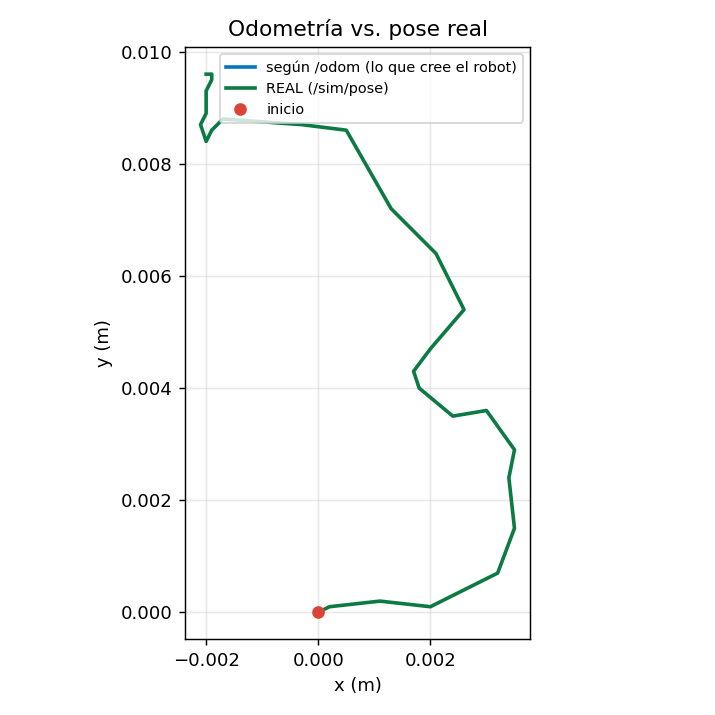 Odometría vs. pose real
según /odom (lo que cree el robot)
REAL (/sim/pose)
inicio
0.010
0.008
0.006
0.004
0.002
0.000
y (m)
−0.002 0.000 0.002
x (m)